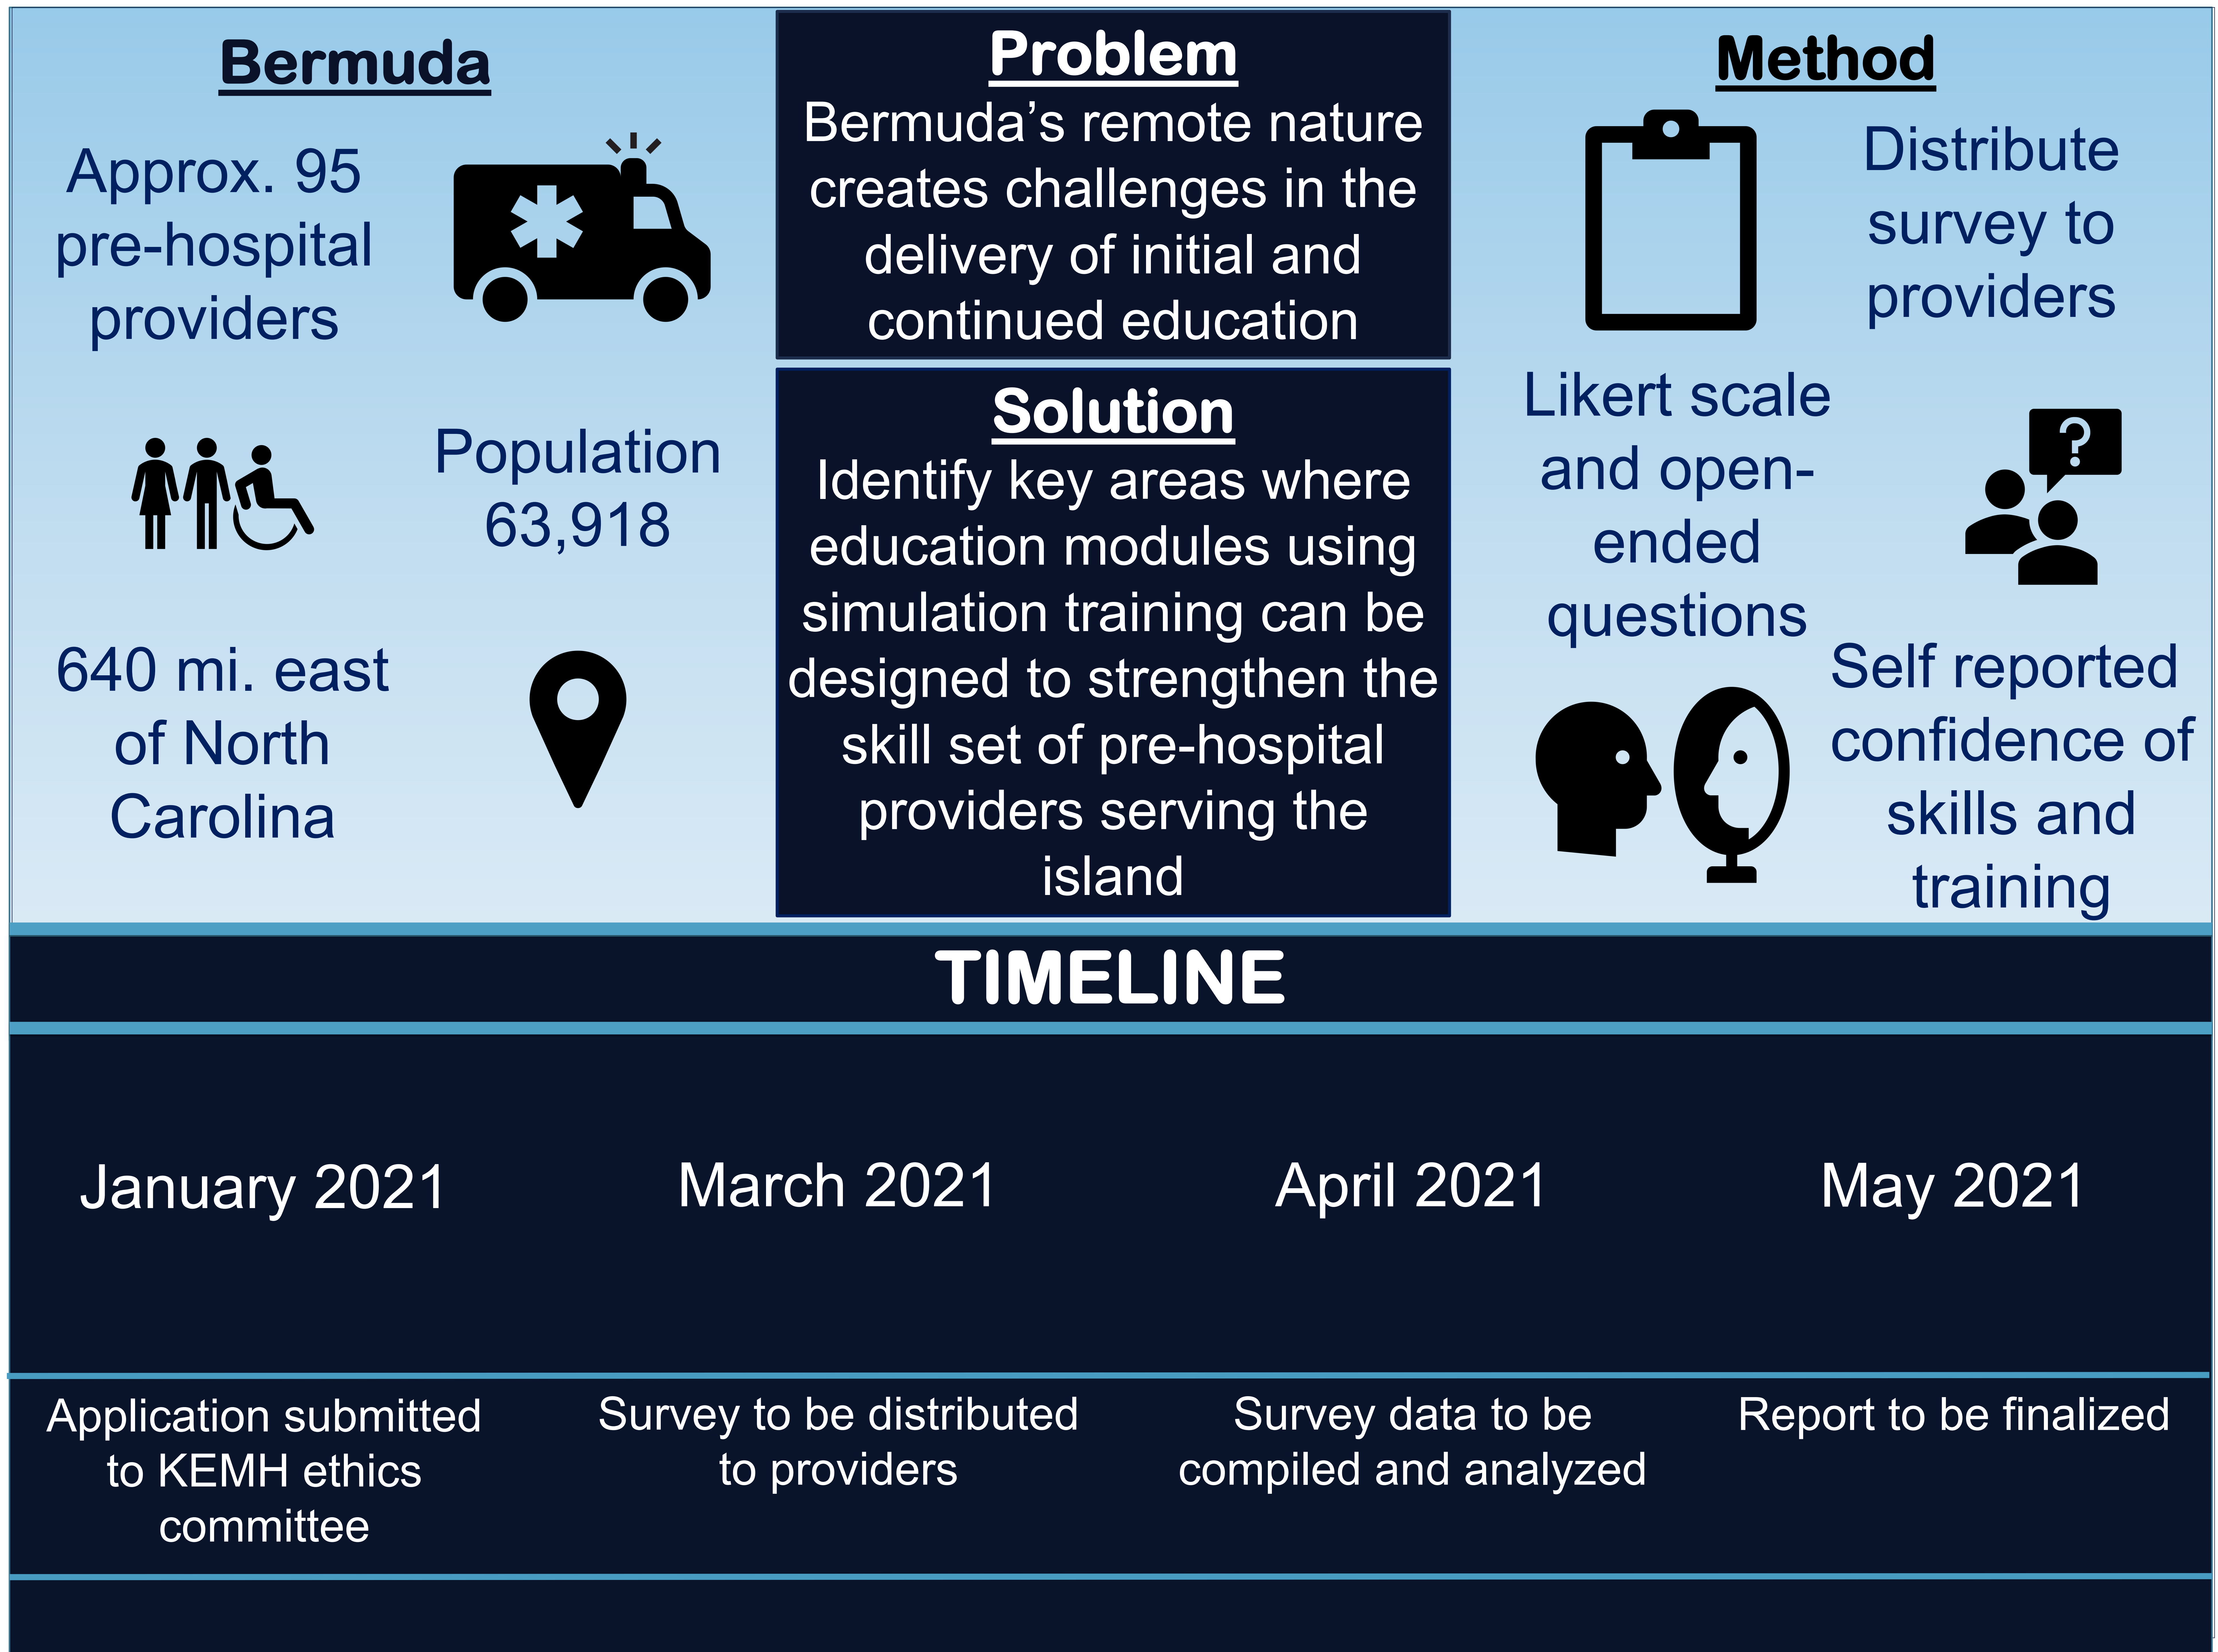 Bermuda
Approx. 95
pre-hospital
providers
Population
63,918
640 mi. east
of North
Carolina
Problem
Bermuda’s remote nature
creates challenges in the
delivery of initial and
continued education
Solution
Identify key areas where
education modules using
simulation training can be
designed to strengthen the
skill set of pre-hospital
providers serving the
island
Method
Distribute
survey to
providers
Likert scale
and open-
ended
questions
?
Self reported
confidence of
skills and
training
TIMELINE
January 2021
March 2021
April 2021
May 2021
Application submitted
to KEMH ethics
committee
Survey to be distributed
to providers
Survey data to be
compiled and analyzed
Report to be finalized